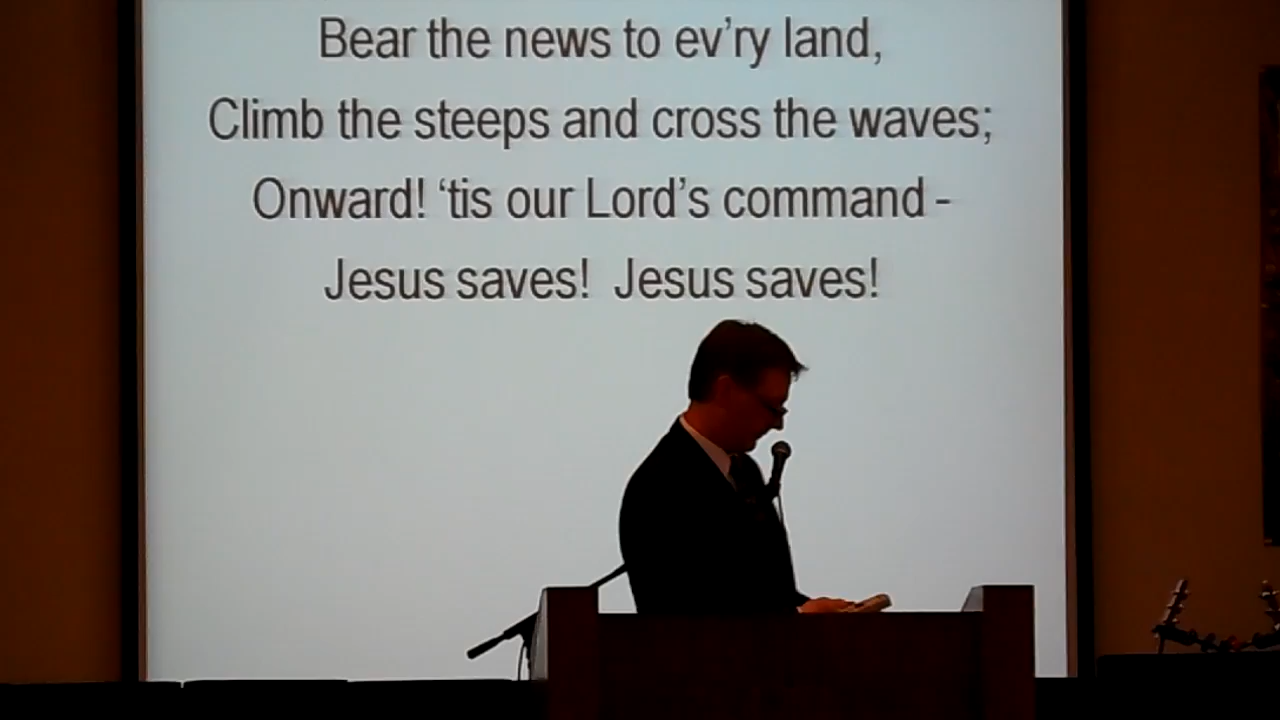 Bear the news to ev’ry land,
Climb the steeps and cross the waves;
Onward! ‘tis our Lord’s command -
Jesus saves!  Jesus saves!